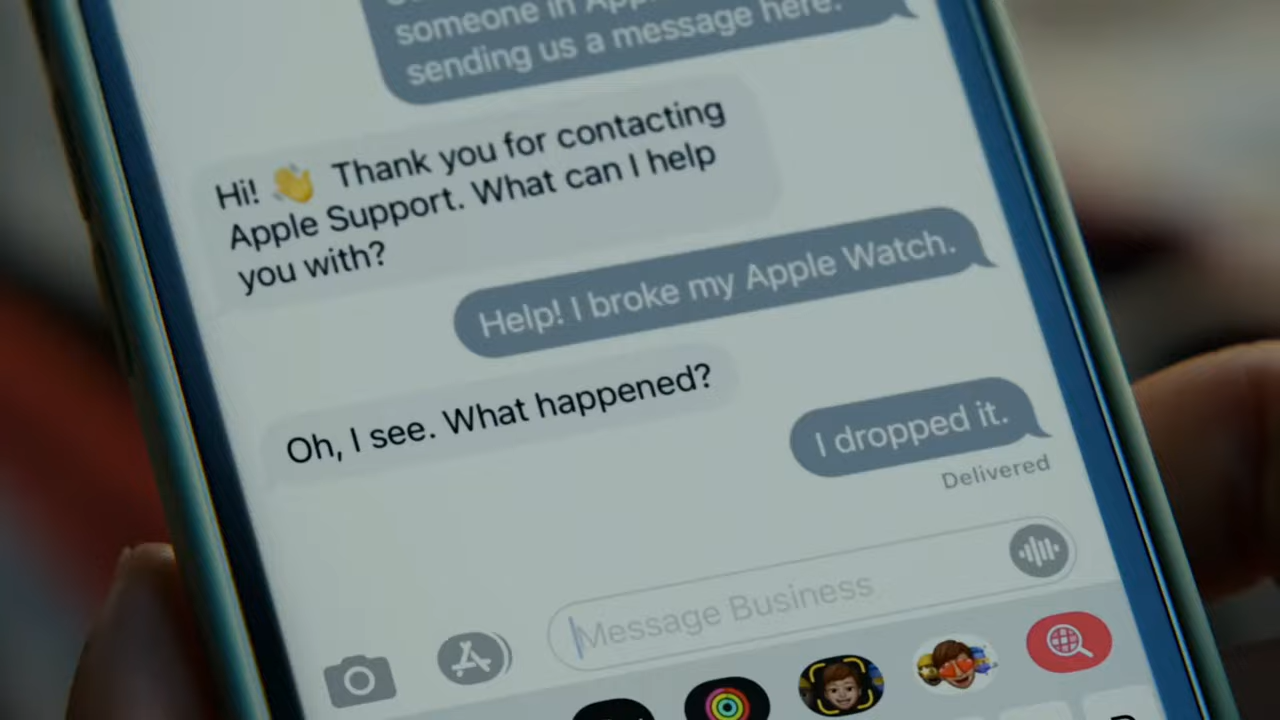 someone in
sending us a message here.
Hi! 👋 Thank you for contacting
Apple Support. What can I help
you with?
Help! I broke my Apple Watch.
Oh, I see. What happened?
I dropped it.
Delivered
Message Business